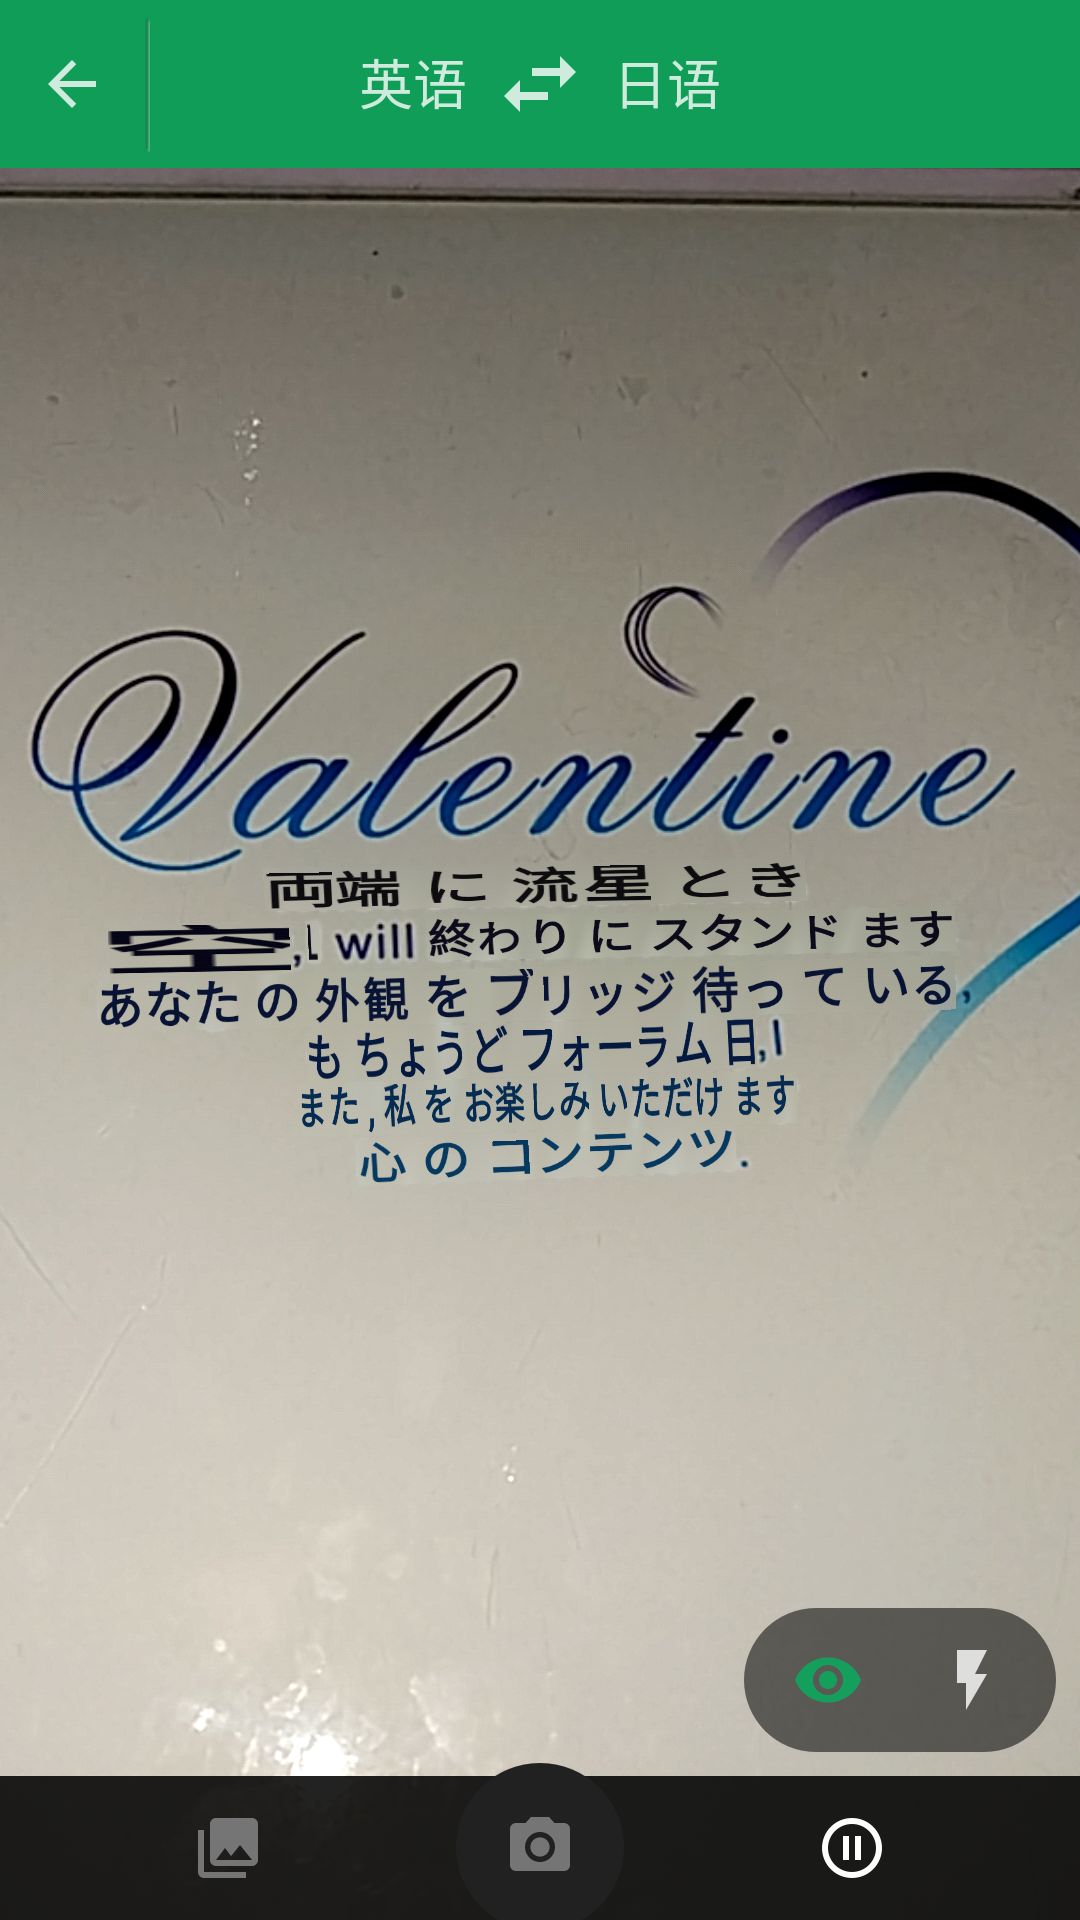 英语 日语
Valentine
両端 に 流星 とき
空, I will 終わり に スタンド ます
あなた の 外観 を ブリッジ 待っ て いる,
も ちょうど フォーラム 日, I
また , 私 を お楽しみ いただけ ます
心 の コンテンツ .